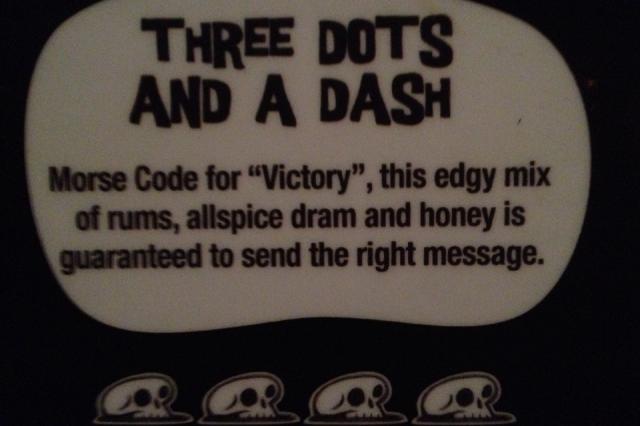 THREE DOTS
AND A DASH
Morse Code for “Victory”, this edgy mix
of rums, allspice dram and honey is
guaranteed to send the right message.